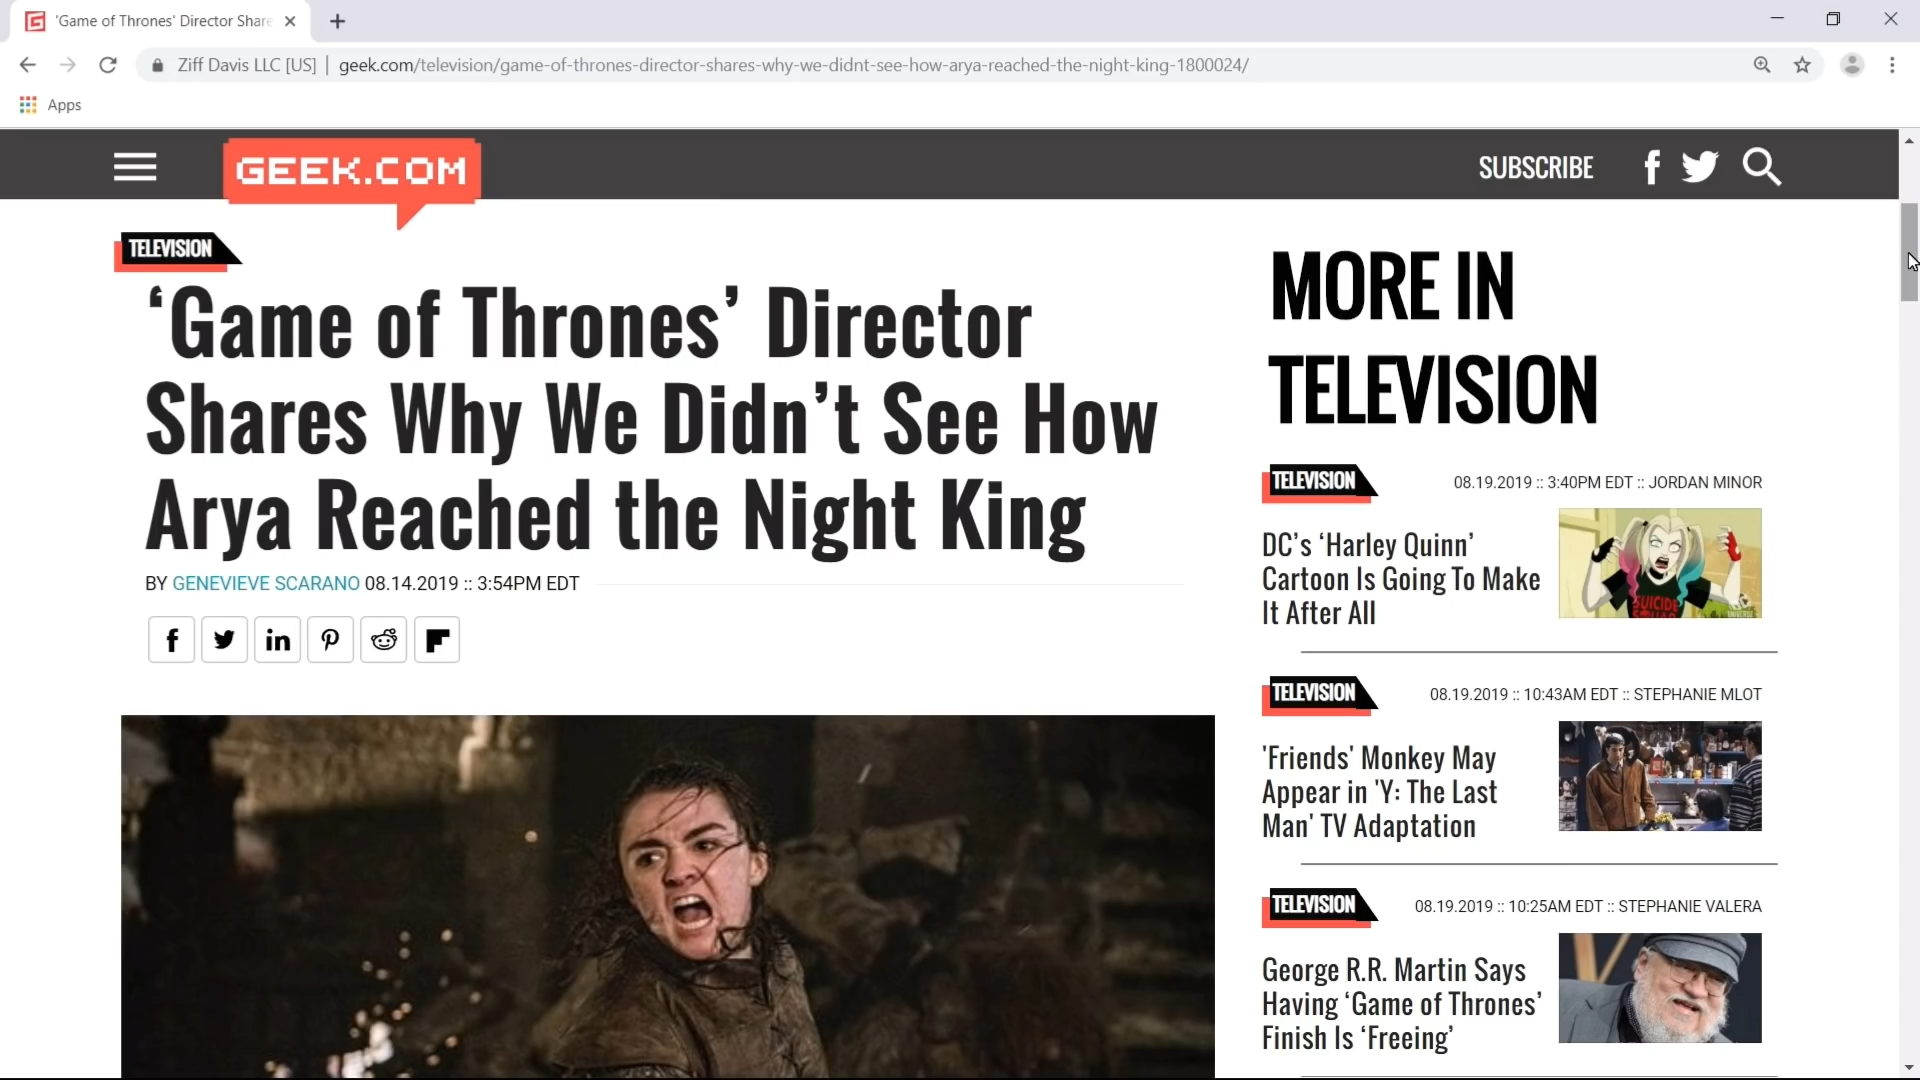 'Game of Thrones' Director Share
Ziff Davis LLC [US] | geek.com/television/game-of-thrones-director-shares-why-we-didnt-see-how-arya-reached-the-night-king-1800024/
Apps
GEEK.COM
SUBSCRIBE
TELEVISION
‘Game of Thrones’ Director
Shares Why We Didn’t See How
Arya Reached the Night King
BY GENEVIEVE SCARANO 08.14.2019 :: 3:54PM EDT
MORE IN
TELEVISION
TELEVISION
08.19.2019 :: 3:40PM EDT :: JORDAN MINOR
DC’s ‘Harley Quinn’
Cartoon Is Going To Make
It After All
SUICIDE
SQUAD
TELEVISION
08.19.2019 :: 10:43AM EDT :: STEPHANIE MLOT
'Friends' Monkey May
Appear in 'Y: The Last
Man' TV Adaptation
TELEVISION
08.19.2019 :: 10:25AM EDT :: STEPHANIE VALERA
George R.R. Martin Says
Having ‘Game of Thrones’
Finish Is ‘Freeing’